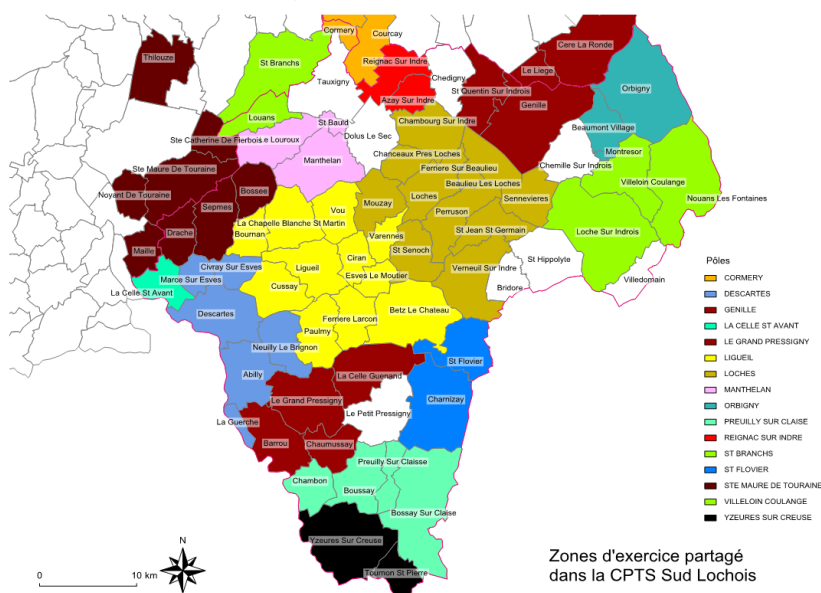 Cormery
Courcay
Cere La Ronde
Thilouze
St Branchs
Reignac Sur Indre
Le Liege
Tauxigny
Chedigny
St Quentin Sur Indrois
Orbigny
Azay Sur Indre
Genille
Louans
St Bauld
Chambourg Sur Indre
Beaumont Village
Ste Catherine De Fierbois
Le Louroux
Dolus Le Sec
Manthelan
Chanceaux Pres Loches
Montresor
Ste Maure De Touraine
Ferriere Sur Beaulieu
Chemille Sur Indrois
Bossee
Beaulieu Les Loches
Villeloin Coulange
Noyant De Touraine
Loches
Sennevieres
Nouans Les Fontaines
Sepmes
Vou
Mouzay
Perruson
La Chapelle Blanche St Martin
Drache
Bournan
Varennes
St Jean St Germain
Loche Sur Indrois
Maille
Ciran
St Senoch
St Hippolyte
Civray Sur Esves
Ligueil
Verneuil Sur Indre
Marce Sur Esves
Esves Le Moutier
Villedomain
La Celle St Avant
Cussay
Bridore
Descartes
Ferriere Larcon
Betz Le Chateau
Paulmy
Neuilly Le Brignon
St Flovier
Abilly
La Celle Guenand
Le Grand Pressigny
Charnizay
La Guerche
Le Petit Pressigny
Barrou
Chaumussay
Preuilly Sur Claisse
Chambon
Boussay
Bossay Sur Claise
Yzeures Sur Creuse
Tournon St Pierre
Pôles
CORMERY
DESCARTES
GENILLE
LA CELLE ST AVANT
LE GRAND PRESSIGNY
LIGUEIL
LOCHES
MANTHELAN
ORBIGNY
PREUILLY SUR CLAISE
REIGNAC SUR INDRE
ST BRANCHS
ST FLOVIER
STE MAURE DE TOURAINE
VILLELOIN COULANGE
YZEURES SUR CREUSE
N
0 10 km
Zones d'exercice partagé
dans la CPTS Sud Lochois